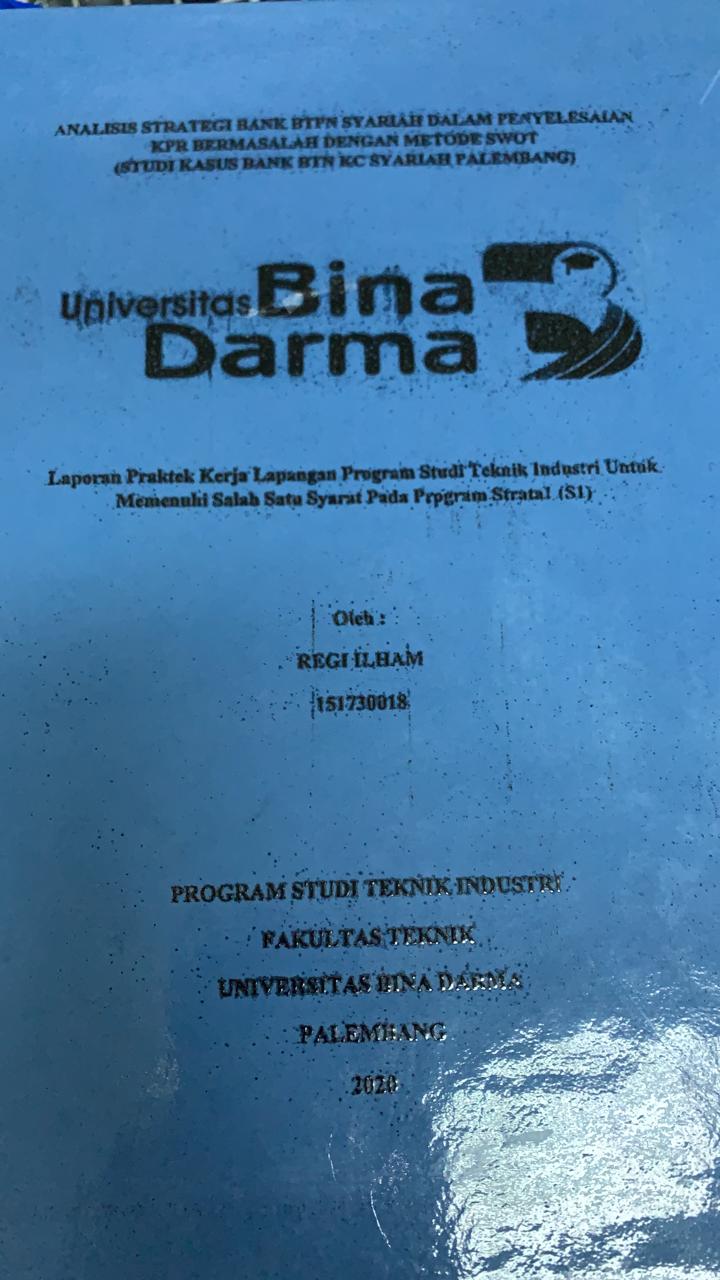 ANALISIS STRATEGI BANK BTPN SYARIAH DALAM PENYELESAIAN
KPR BERMASALAH DENGAN METODE SWOT
(STUDI KASUS BANK BTN KC SYARIAH PALEMBANG)
Universitas Bina
Darma
Laporan Praktek Kerja Lapangan Program Studi Teknik Industri Untuk
Memenuhi Salah Satu Syarat Pada Program Strata1 (S1)
Oleh :
REGI ILHAM
151730018
PROGRAM STUDI TEKNIK INDUSTRI
FAKULTAS TEKNIK
UNIVERSITAS BINA DARMA
PALEMBANG
2020